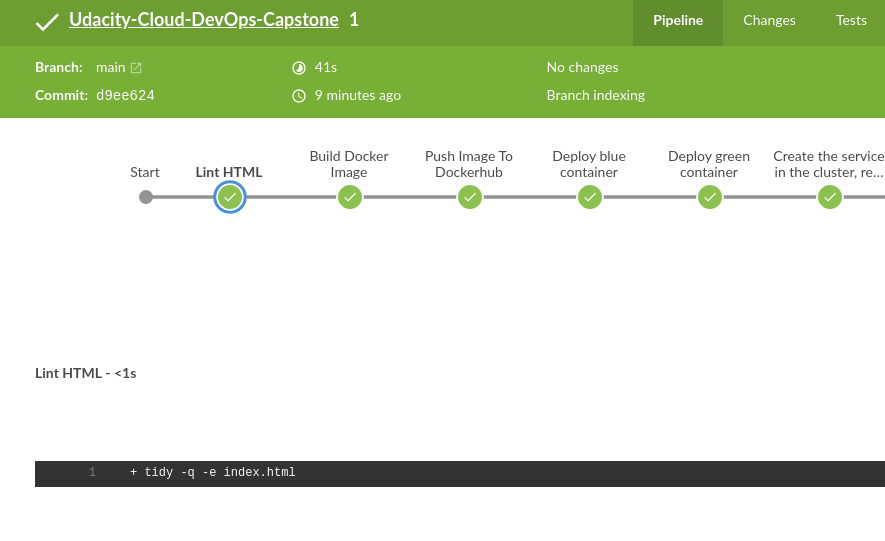 Udacity-Cloud-DevOps-Capstone 1
Pipeline Changes Tests
Branch: main 41s No changes
Commit: d9ee624 9 minutes ago Branch indexing
Start
Lint HTML
Build Docker
Image
Push Image To
Dockerhub
Deploy blue
container
Deploy green
container
Create the service
in the cluster, re...
Lint HTML - <1s
1 + tidy -q -e index.html